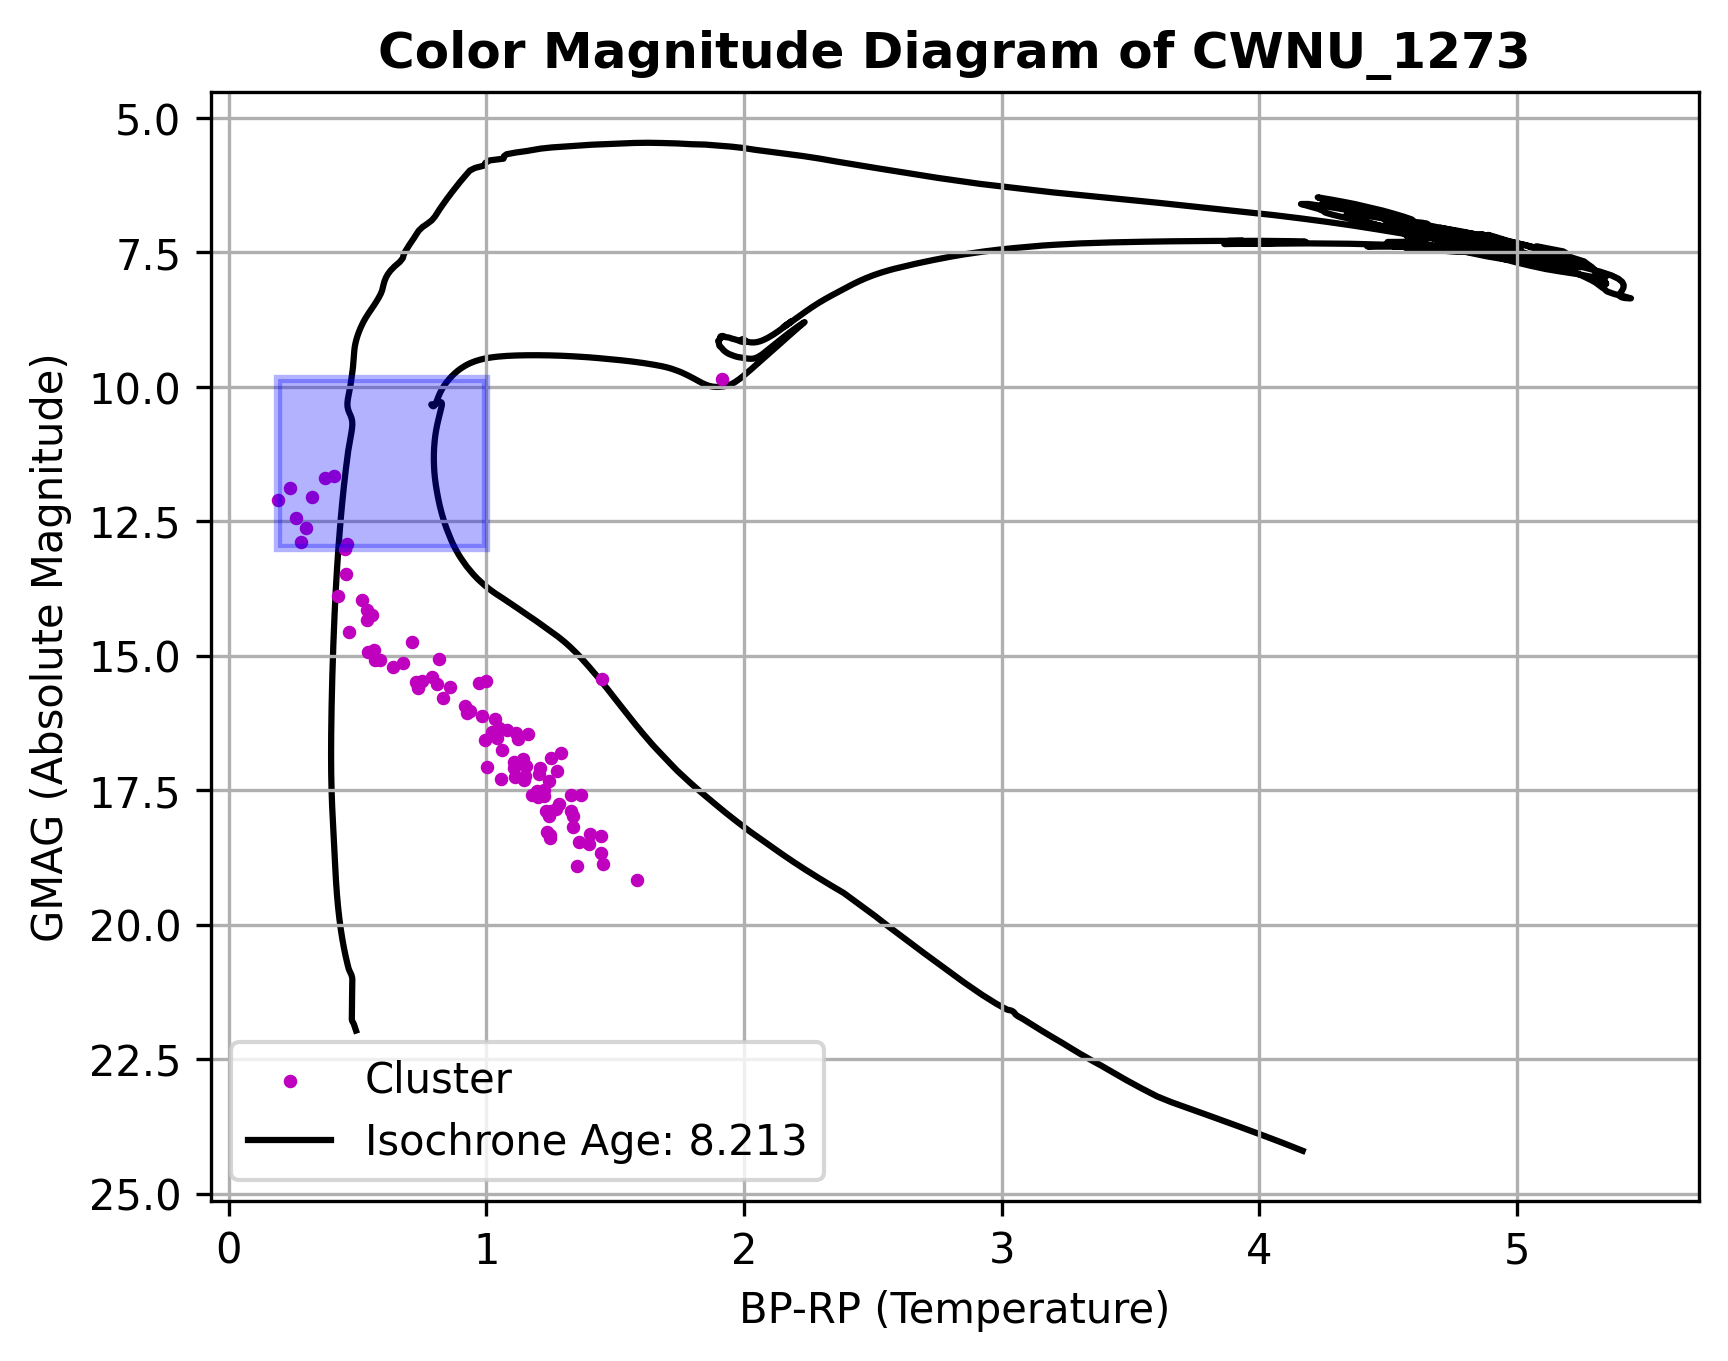 Color Magnitude Diagram of CWNU_1273
GMAG (Absolute Magnitude)
5.0
7.5
10.0
12.5
15.0
17.5
20.0
22.5
25.0
Cluster
Isochrone Age: 8.213
0 1 2 3 4 5
BP-RP (Temperature)